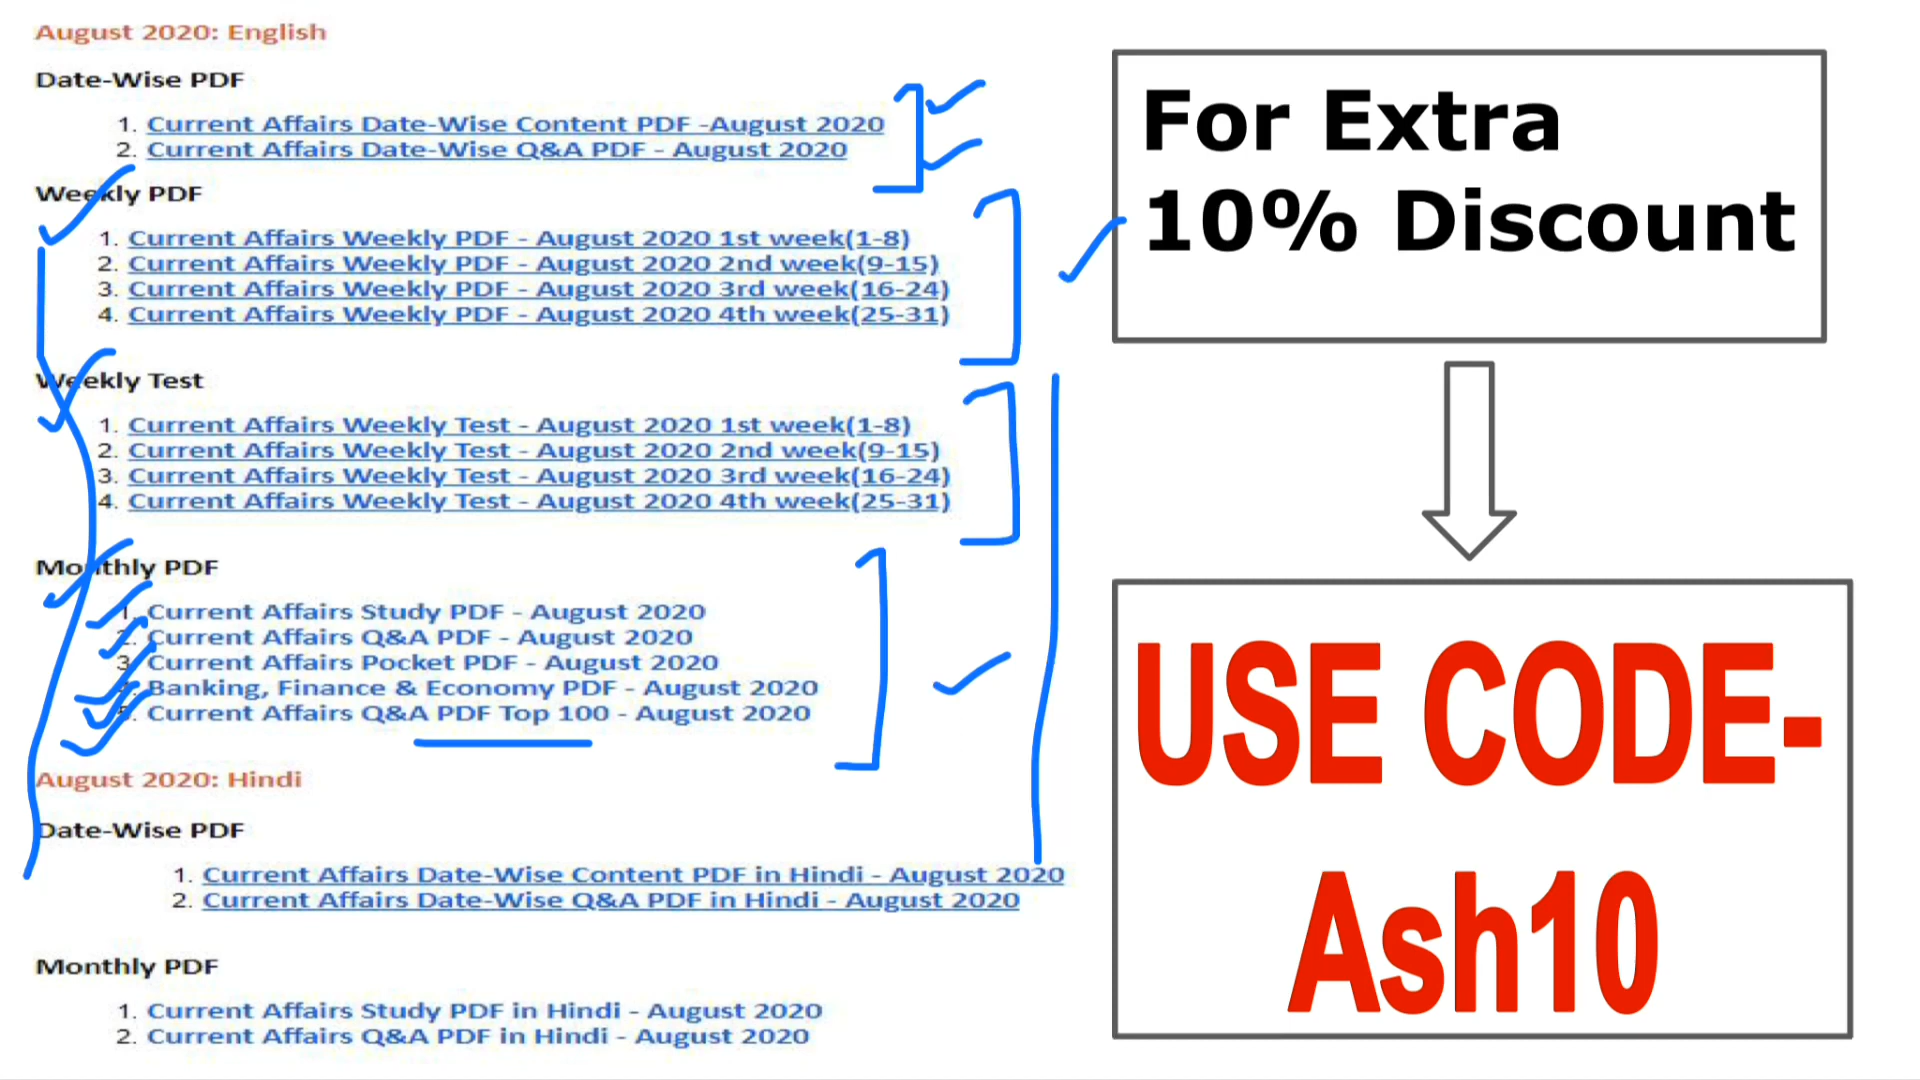 August 2020: English
Date-Wise PDF
1. Current Affairs Date-Wise Content PDF -August 2020
2. Current Affairs Date-Wise Q&A PDF - August 2020
Weekly PDF
1. Current Affairs Weekly PDF - August 2020 1st week(1-8)
2. Current Affairs Weekly PDF - August 2020 2nd week(9-15)
3. Current Affairs Weekly PDF - August 2020 3rd week(16-24)
4. Current Affairs Weekly PDF - August 2020 4th week(25-31)
Weekly Test
1. Current Affairs Weekly Test - August 2020 1st week(1-8)
2. Current Affairs Weekly Test - August 2020 2nd week(9-15)
3. Current Affairs Weekly Test - August 2020 3rd week(16-24)
4. Current Affairs Weekly Test - August 2020 4th week(25-31)
Monthly PDF
1. Current Affairs Study PDF - August 2020
2. Current Affairs Q&A PDF - August 2020
3. Current Affairs Pocket PDF - August 2020
4. Banking, Finance & Economy PDF - August 2020
5. Current Affairs Q&A PDF Top 100 - August 2020
August 2020: Hindi
Date-Wise PDF
1. Current Affairs Date-Wise Content PDF in Hindi - August 2020
2. Current Affairs Date-Wise Q&A PDF in Hindi - August 2020
Monthly PDF
1. Current Affairs Study PDF in Hindi - August 2020
2. Current Affairs Q&A PDF in Hindi - August 2020
For Extra
10% Discount
USE CODE-
Ash10